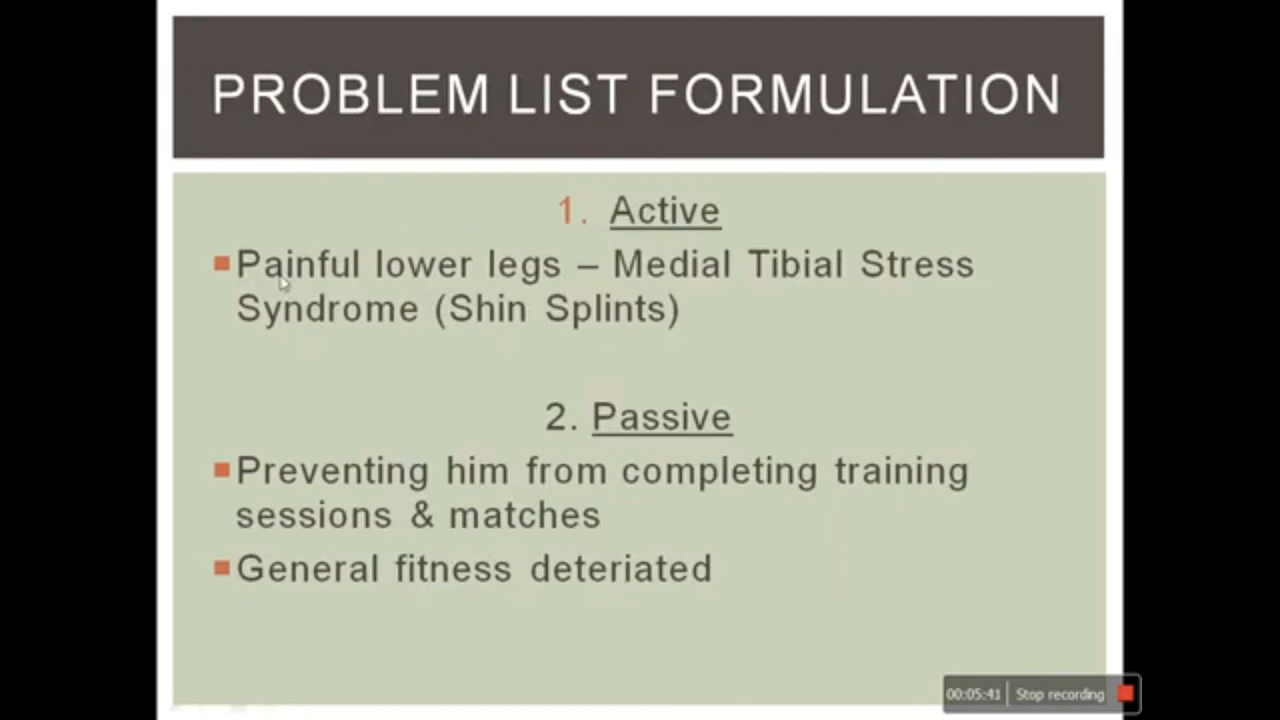 PROBLEM LIST FORMULATION
1. Active
Painful lower legs – Medial Tibial Stress
Syndrome (Shin Splints)
2. Passive
Preventing him from completing training
sessions & matches
General fitness deteriated
00:05:41 Stop recording